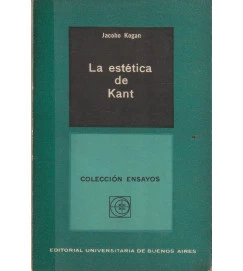 Jacobo Kogan
La estética
de
Kant
COLECCIÓN ENSAYOS
EDITORIAL UNIVERSITARIA DE BUENOS AIRES